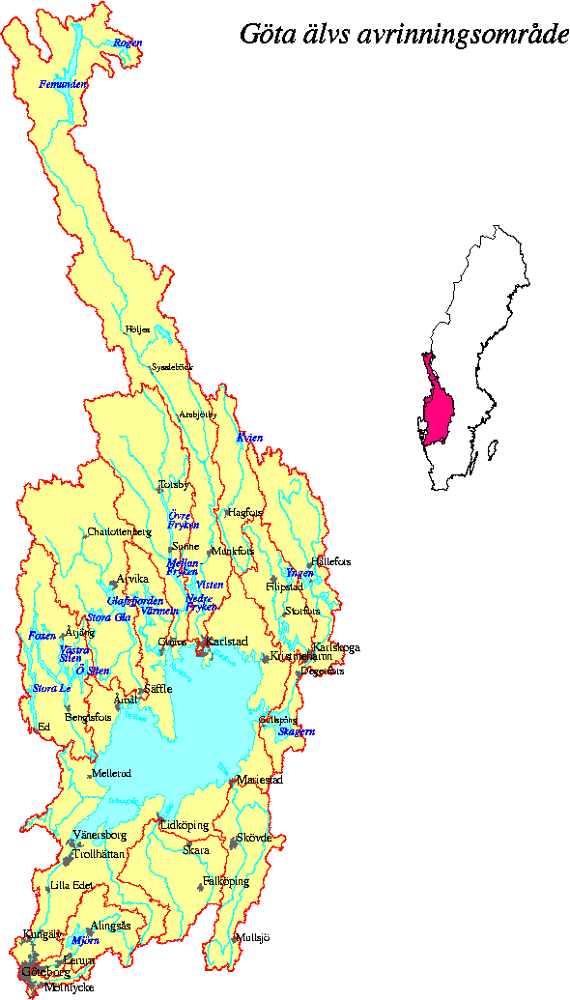 Göta älvs avrinningsområde
Rogen
Femunden
Höljes
Sysslebäck
Ambjörby
Kvien
Torsby
Hagfors
Övre
Fryken
Charlottenberg
Sunne
Munkfors
Hällefors
Mellan
Fryken
Yngen
Arvika
Visten
Filipstad
Glafsfjorden
Värmeln
Nedre
Fryken
Storfors
Stora Gla
Foxen
Årjäng
Grums
Karlstad
Karlskoga
Västra
Silen
Kristinehamn
Ö Silen
Degerfors
Stora Le
Säffle
Åmål
Bengtsfors
Gullspång
Ed
Skagern
Mellerud
Mariestad
Lidköping
Vänersborg
Skövde
Trollhättan
Skara
Lilla Edet
Falköping
Alingsås
Kungälv
Mjörn
Mullsjö
Lerum
Göteborg
Mölnlycke